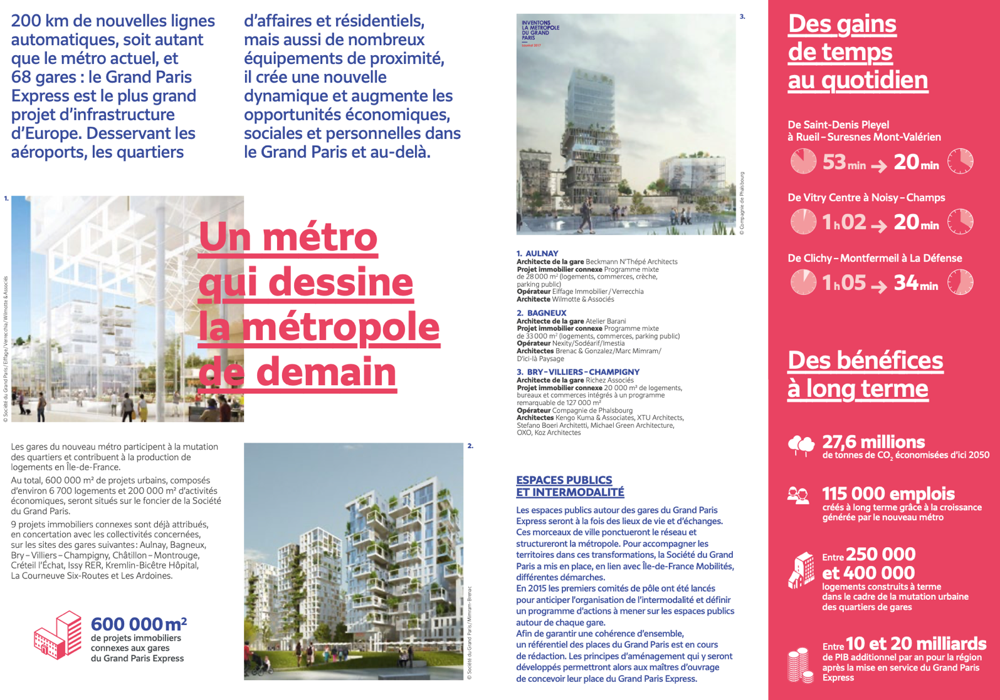 200 km de nouvelles lignes
automatiques, soit autant
que le métro actuel, et
68 gares : le Grand Paris
Express est le plus grand
projet d’infrastructure
d’Europe. Desservant les
aéroports, les quartiers
d’affaires et résidentiels,
mais aussi de nombreux
équipements de proximité,
il crée une nouvelle
dynamique et augmente les
opportunités économiques,
sociales et personnelles dans
le Grand Paris et au-delà.
1.
© Société du Grand Paris / Eiffage / Verrecchia / Wilmotte & Associés
Un métro
qui dessine
la métropole
de demain
Les gares du nouveau métro participent à la mutation
des quartiers et contribuent à la production de
logements en Île-de-France.
Au total, 600 000 m² de projets urbains, composés
d’environ 6 700 logements et 200 000 m² d’activités
économiques, seront situés sur le foncier de la Société
du Grand Paris.
9 projets immobiliers connexes sont déjà attribués,
en concertation avec les collectivités concernées,
sur les sites des gares suivantes : Aulnay, Bagneux,
Bry – Villiers – Champigny, Châtillon – Montrouge,
Créteil l’Échat, Issy RER, Kremlin-Bicêtre Hôpital,
La Courneuve Six-Routes et Les Ardoines.
600 000 m²
de projets immobiliers
connexes aux gares
du Grand Paris Express
2.
© Société du Grand Paris / Mimram-Brenac
INVENTONS
LA METROPOLE
DU GRAND
PARIS
Lauréat 2017
3.
© Compagnie de Phalsbourg
1. AULNAY
Architecte de la gare Beckmann N’Thépé Architects
Projet immobilier connexe Programme mixte
de 28 000 m² (logements, commerces, crèche,
parking public)
Opérateur Eiffage Immobilier / Verrecchia
Architecte Wilmotte & Associés
2. BAGNEUX
Architecte de la gare Atelier Barani
Projet immobilier connexe Programme mixte
de 33 000 m² (logements, commerces, parking public)
Opérateur Nexity/Sodéarif/Imestia
Architectes Brenac & Gonzalez/Marc Mimram/
D’ici-là Paysage
3. BRY – VILLIERS – CHAMPIGNY
Architecte de la gare Richez Associés
Projet immobilier connexe 20 000 m² de logements,
bureaux et commerces intégrés à un programme
remarquable de 127 000 m²
Opérateur Compagnie de Phalsbourg
Architectes Kengo Kuma & Associates, XTU Architects,
Stefano Boeri Architetti, Michael Green Architecture,
OXO, Koz Architectes
ESPACES PUBLICS
ET INTERMODALITÉ
Les espaces publics autour des gares du Grand Paris
Express seront à la fois des lieux de vie et d’échanges.
Ces morceaux de ville ponctueront le réseau et
structureront la métropole. Pour accompagner les
territoires dans ces transformations, la Société du Grand
Paris a mis en place, en lien avec Île-de-France Mobilités,
différentes démarches.
En 2015 les premiers comités de pôle ont été lancés
pour anticiper l’organisation de l’intermodalité et définir
un programme d’actions à mener sur les espaces publics
autour de chaque gare.
Afin de garantir une cohérence d’ensemble,
un référentiel des places du Grand Paris est en cours
de rédaction. Les principes d’aménagement qui y seront
développés permettront alors aux maîtres d’ouvrage
de concevoir leur place du Grand Paris Express.
Des gains
de temps
au quotidien
De Saint-Denis Pleyel
à Rueil – Suresnes Mont-Valérien
53 min → 20 min
De Vitry Centre à Noisy – Champs
1 h 02 → 20 min
De Clichy – Montfermeil à La Défense
1 h 05 → 34 min
Des bénéfices
à long terme
27,6 millions
de tonnes de CO₂ économisées d’ici 2050
115 000 emplois
créés à long terme grâce à la croissance
générée par le nouveau métro
Entre 250 000
et 400 000
logements construits à terme
dans le cadre de la mutation urbaine
des quartiers de gares
Entre 10 et 20 milliards
de PIB additionnel par an pour la région
après la mise en service du Grand Paris
Express